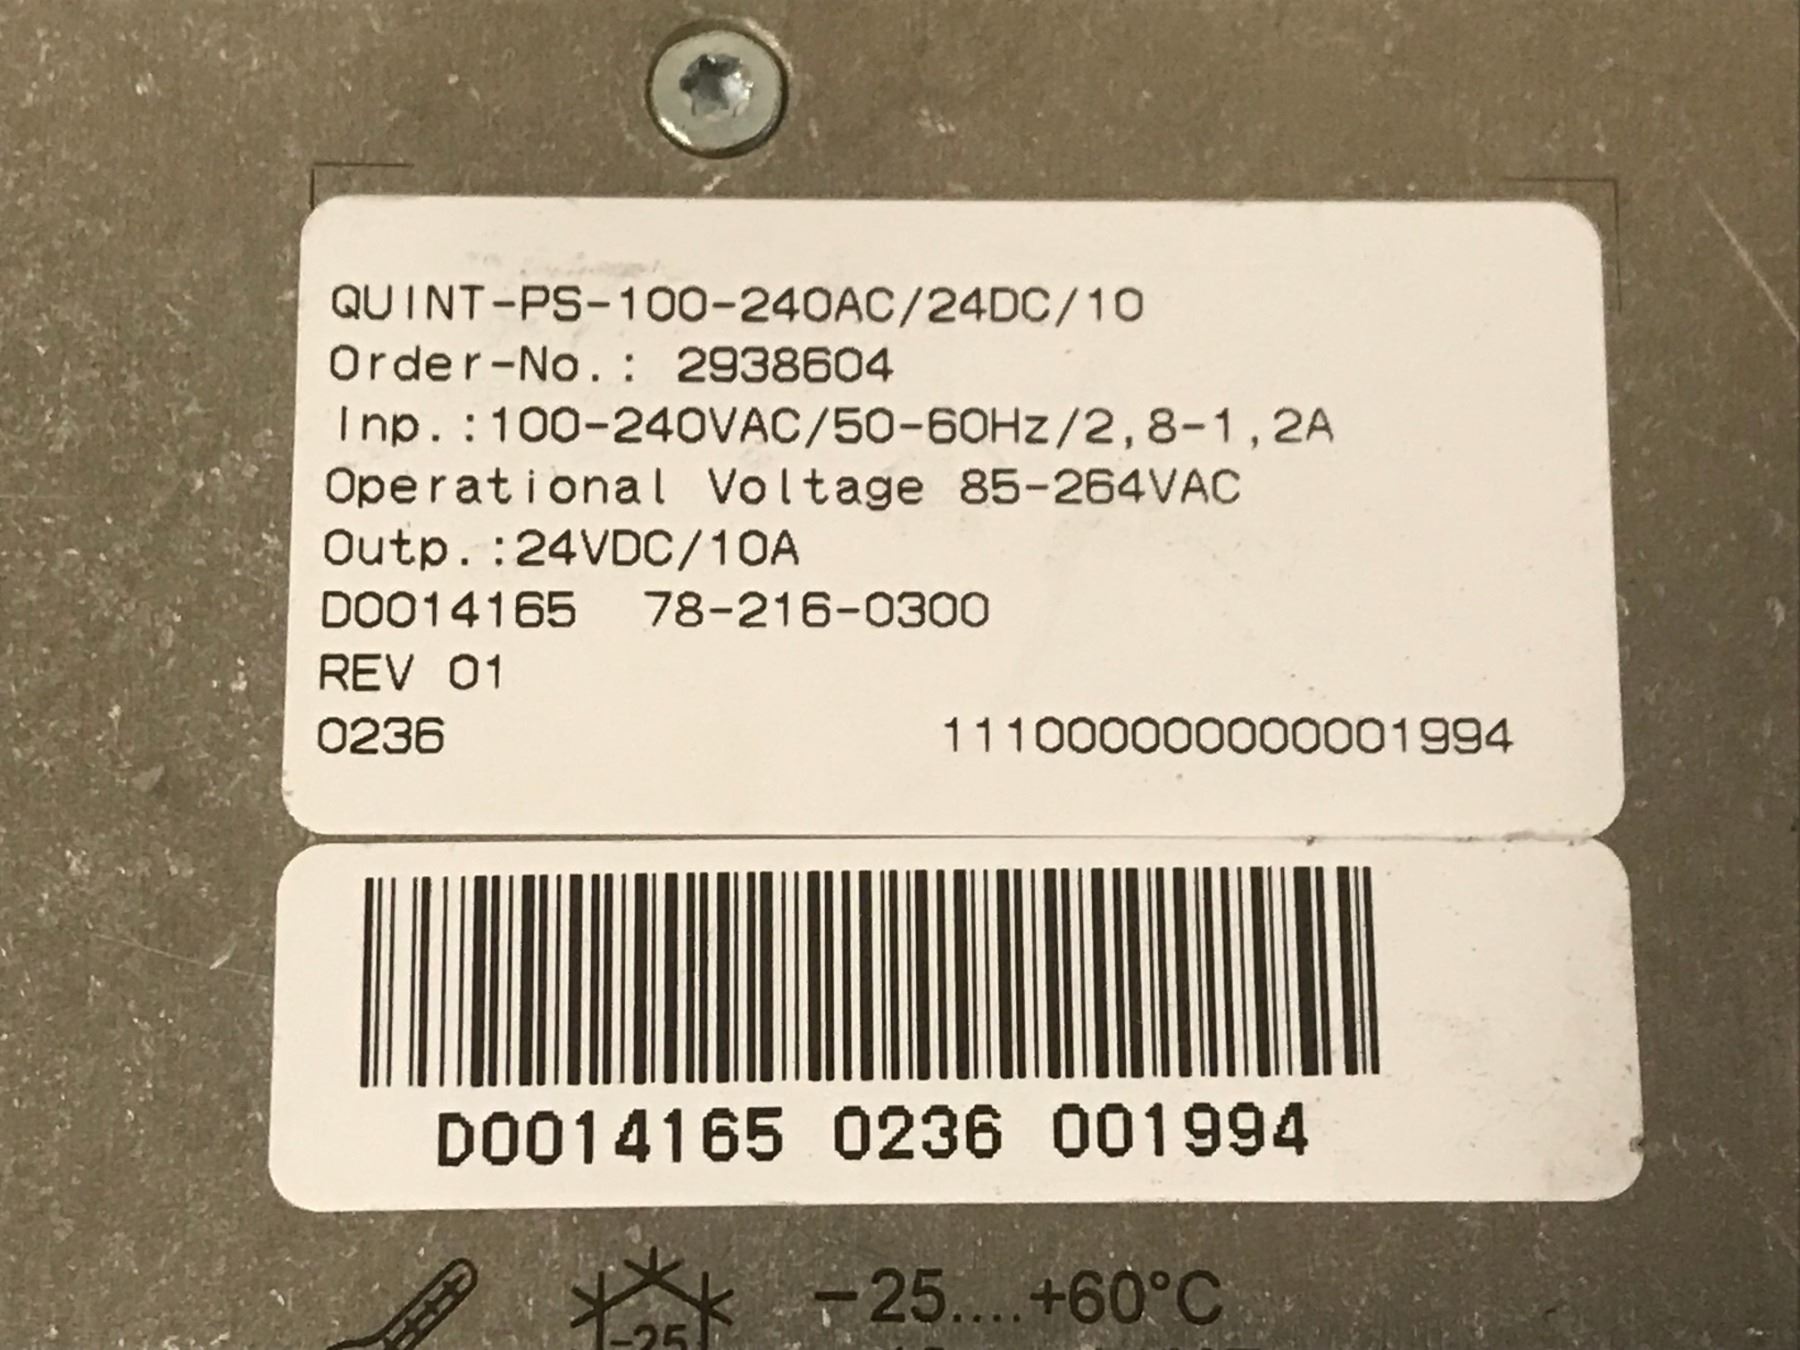 QUINT-PS-100-240AC/24DC/10
Order-No.: 2938604
Inp.:100-240VAC/50-60Hz/2,8-1,2A
Operational Voltage 85-264VAC
Outp.:24VDC/10A
D0014165 78-216-0300
REV 01
0236 1110000000000001994
D0014165 0236 001994
-25....+60°C
-25